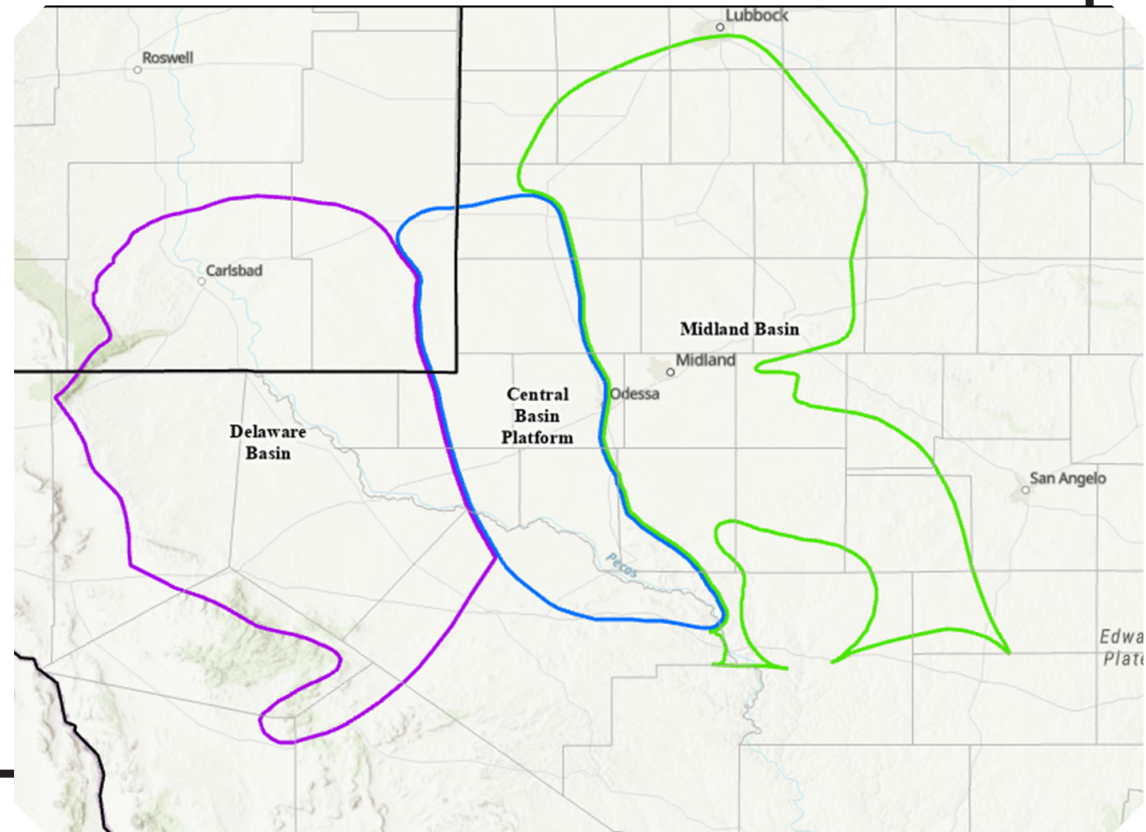 Lubbock
Roswell
Carlsbad
Midland Basin
Midland
Central
Basin
Platform
Odessa
Delaware
Basin
San Angelo
Pecos
Edwa
Plate